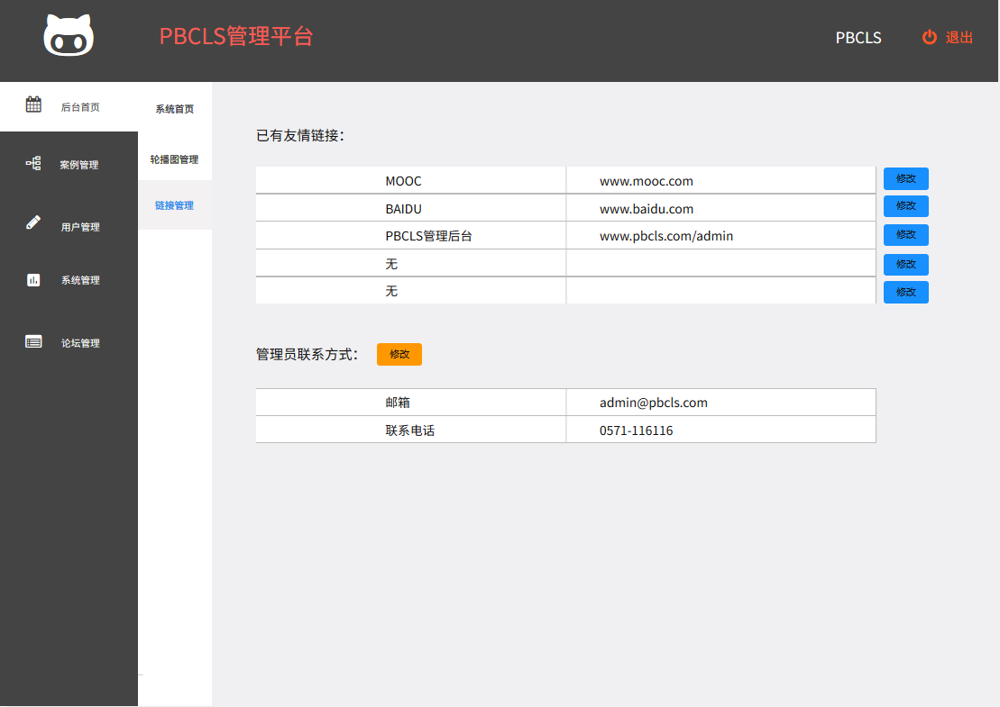 PBCLS管理平台
PBCLS
退出
后台首页
案例管理
用户管理
系统管理
论坛管理
系统首页
轮播图管理
链接管理
已有友情链接：
MOOC www.mooc.com 修改
BAIDU www.baidu.com 修改
PBCLS管理后台 www.pbcls.com/admin 修改
无 修改
无 修改
管理员联系方式： 修改
邮箱 admin@pbcls.com
联系电话 0571-116116